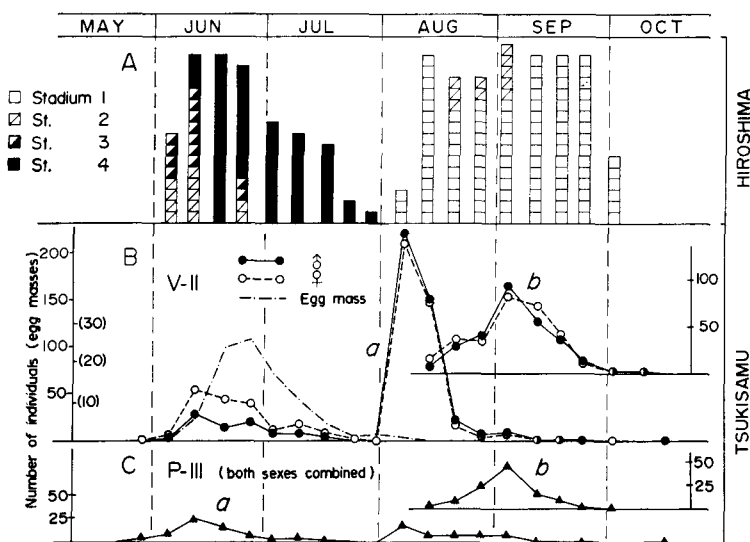 MAY JUN JUL AUG SEP OCT
A
Stadium 1
St. 2
St. 3
St. 4
HIROSHIMA
B
V-II
♂
♀
Egg mass
200
150
100
50
(30)
(20)
(10)
a
b
100
50
Number of individuals (egg masses)
TSUKISAMU
C
P-III (both sexes combined)
a
b
50
25
50
25